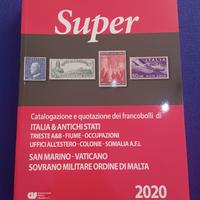 Super
Catalogazione e quotazione dei francobolli di
ITALIA & ANTICHI STATI
TRIESTE A&B - FIUME - OCCUPAZIONI
UFFICI ALL'ESTERO - COLONIE - SOMALIA A.F.I.
SAN MARINO - VATICANO
SOVRANO MILITARE ORDINE DI MALTA
2020